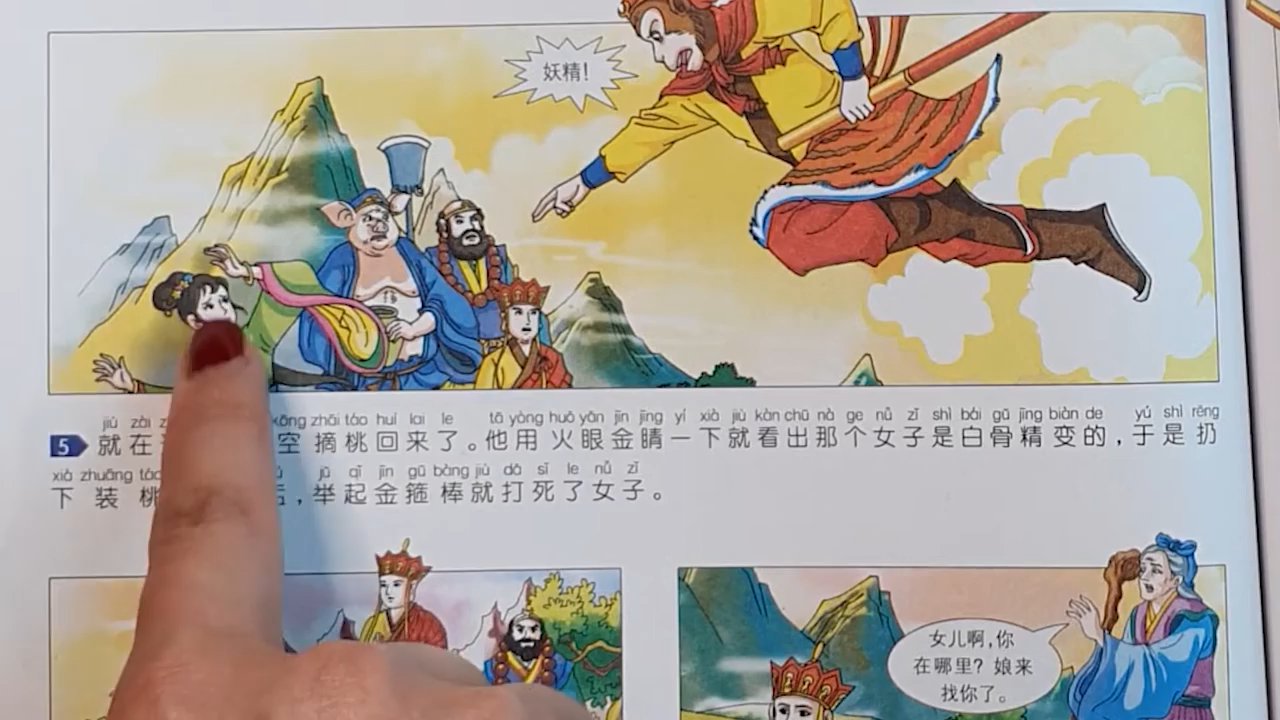 妖精!
jiù zài kōng zhāi táo huí lai le tā yòng huǒ yǎn jīn jīng yí xià jiù kàn chū nà ge nǚ zǐ shì bái gǔ jīng biàn de yú shì rēng
5 就在 空摘桃回来了。他用火眼金睛一下就看出那个女子是白骨精变的，于是扔
xià zhuāng jǔ qǐ jīn gū bàng jiù dǎ sǐ le nǚ zǐ
下装桃 ，举起金箍棒就打死了女子。
女儿啊,你
在哪里? 娘来
找你了。